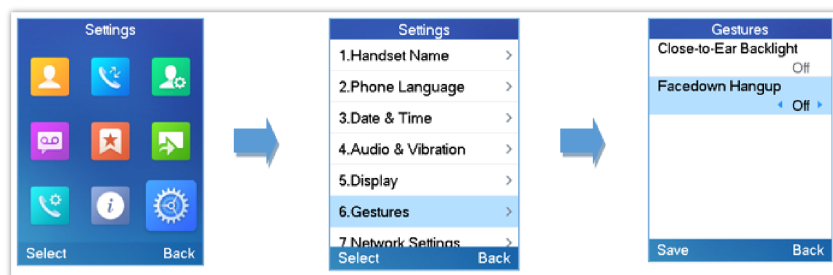 Settings
Select Back
Settings
1.Handset Name
2.Phone Language
3.Date & Time
4.Audio & Vibration
5.Display
6.Gestures
7.Network Settings
Select Back
Gestures
Close-to-Ear Backlight
Off
Facedown Hangup
Off
Save Back